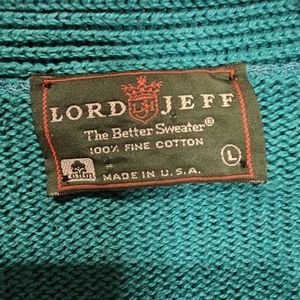 LORD JEFF
The Better Sweater®
100% FINE COTTON
cotton
L
MADE IN U.S.A.